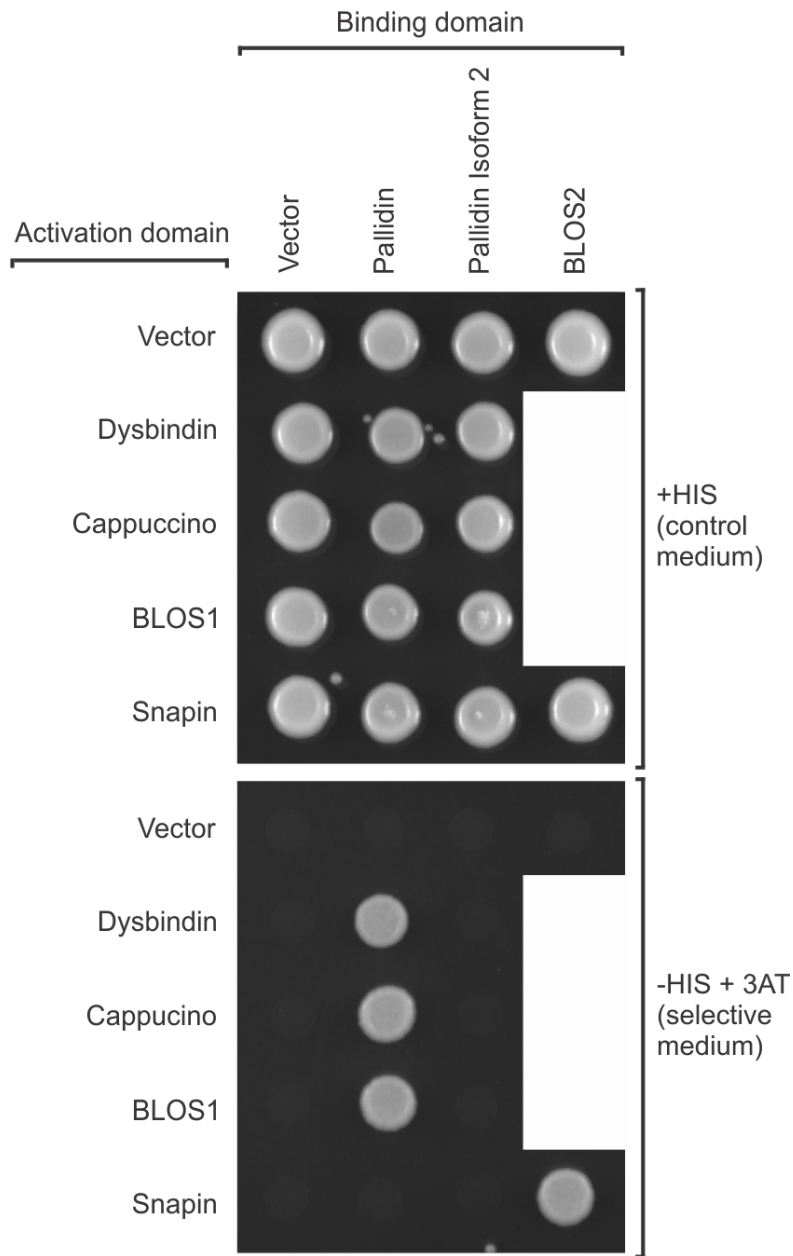 Binding domain
Activation domain
Vector
Pallidin
Pallidin Isoform 2
BLOS2
Vector
Dysbindin
Cappuccino
BLOS1
Snapin
+HIS
(control
medium)
Vector
Dysbindin
Cappucino
BLOS1
Snapin
-HIS + 3AT
(selective
medium)